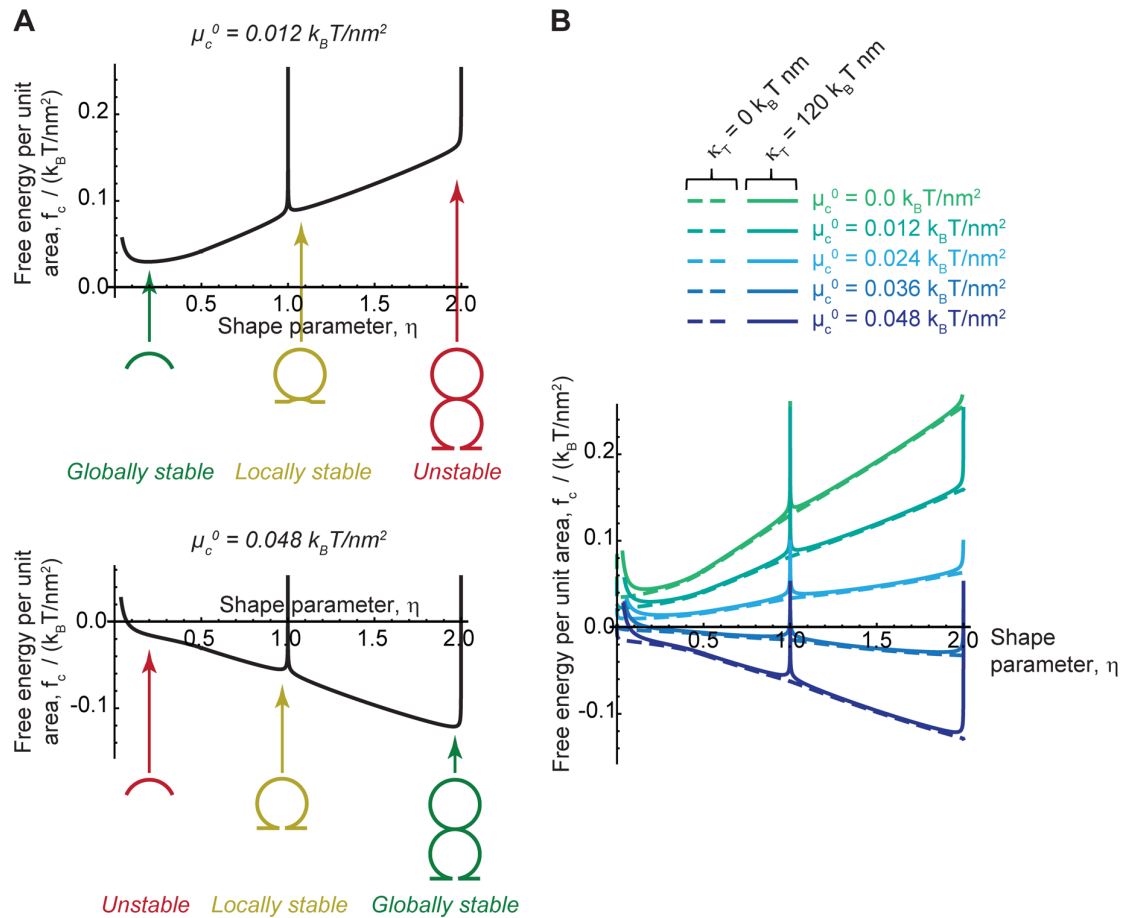 A
μc⁰ = 0.012 kBT/nm²
Free energy per unit
area, fc / (kBT/nm²)
0.2
0.1
0.0
0.5
1.0
1.5
2.0
Shape parameter, η
Globally stable
Locally stable
Unstable
μc⁰ = 0.048 kBT/nm²
Free energy per unit
area, fc / (kBT/nm²)
0.0
-0.1
Shape parameter, η
0.5
1.0
1.5
2.0
Unstable
Locally stable
Globally stable
B
κT = 0 kBT nm
κT = 120 kBT nm
μc⁰ = 0.0 kBT/nm²
μc⁰ = 0.012 kBT/nm²
μc⁰ = 0.024 kBT/nm²
μc⁰ = 0.036 kBT/nm²
μc⁰ = 0.048 kBT/nm²
Free energy per unit area, fc / (kBT/nm²)
0.2
0.1
0.0
-0.1
0.5
1.0
1.5
2.0
Shape
parameter, η